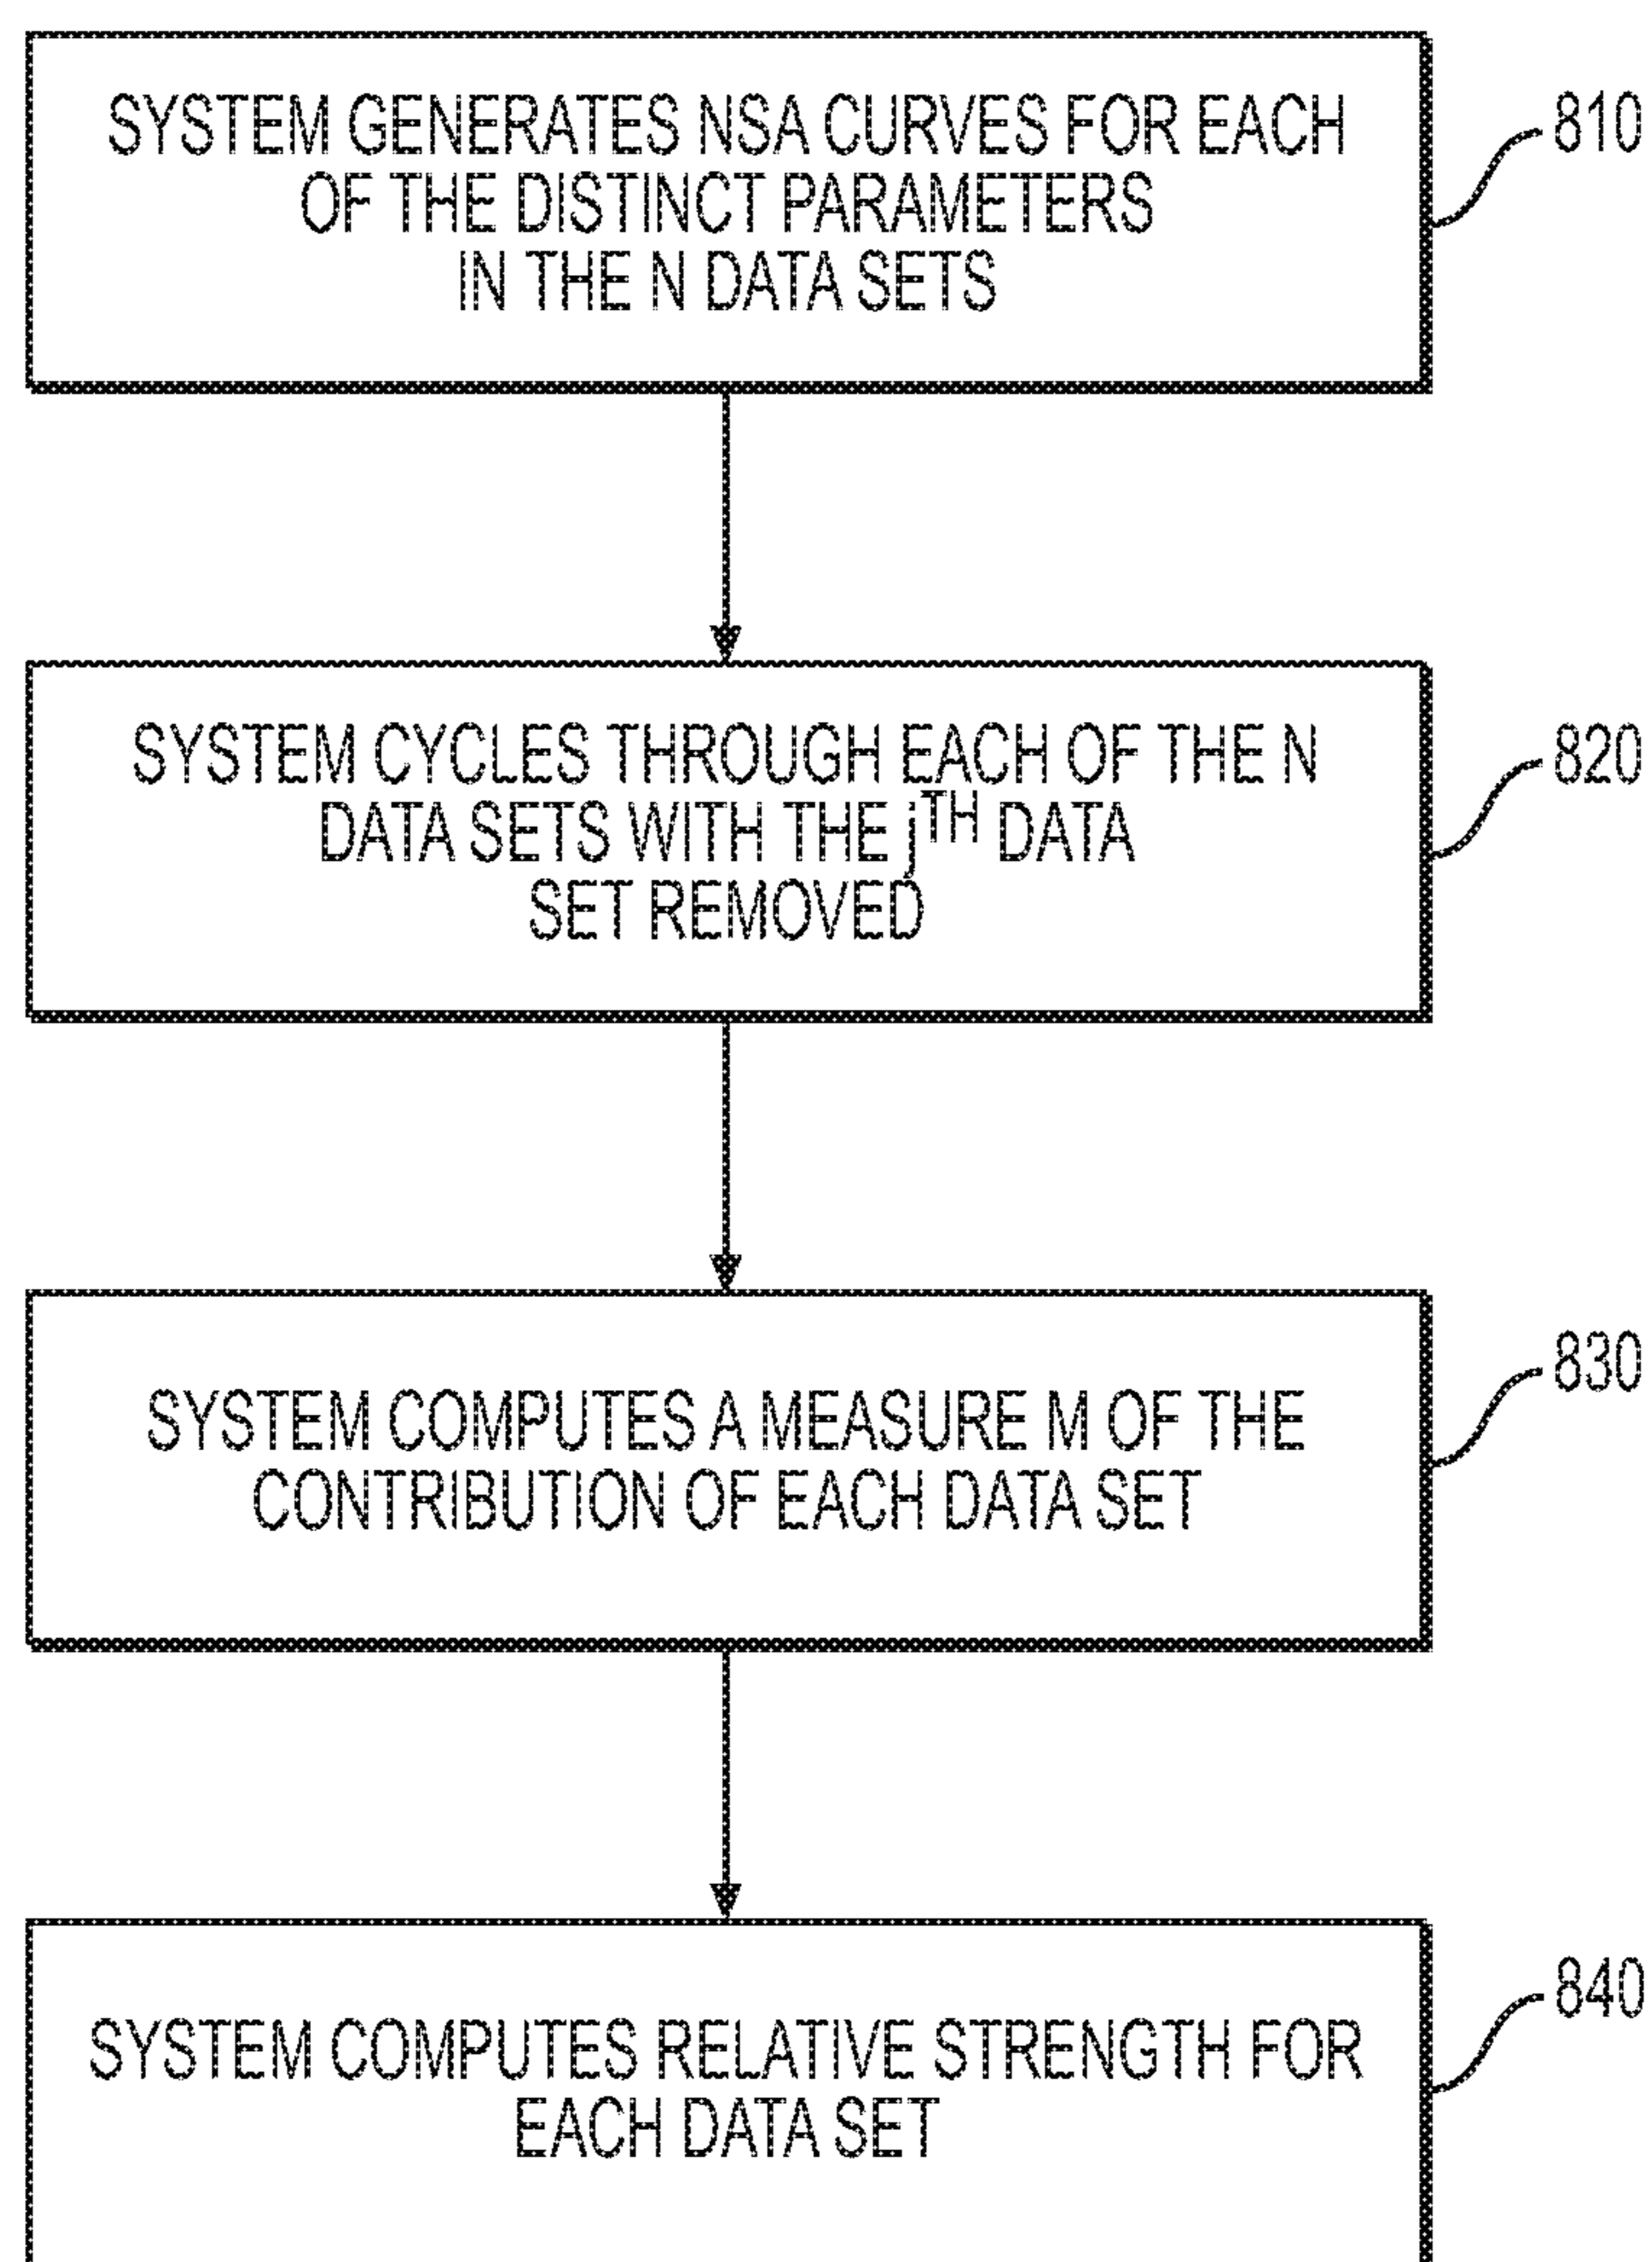 SYSTEM GENERATES NSA CURVES FOR EACH
OF THE DISTINCT PARAMETERS
IN THE N DATA SETS
810
SYSTEM CYCLES THROUGH EACH OF THE N
DATA SETS WITH THE jTH DATA
SET REMOVED
820
SYSTEM COMPUTES A MEASURE M OF THE
CONTRIBUTION OF EACH DATA SET
830
SYSTEM COMPUTES RELATIVE STRENGTH FOR
EACH DATA SET
840